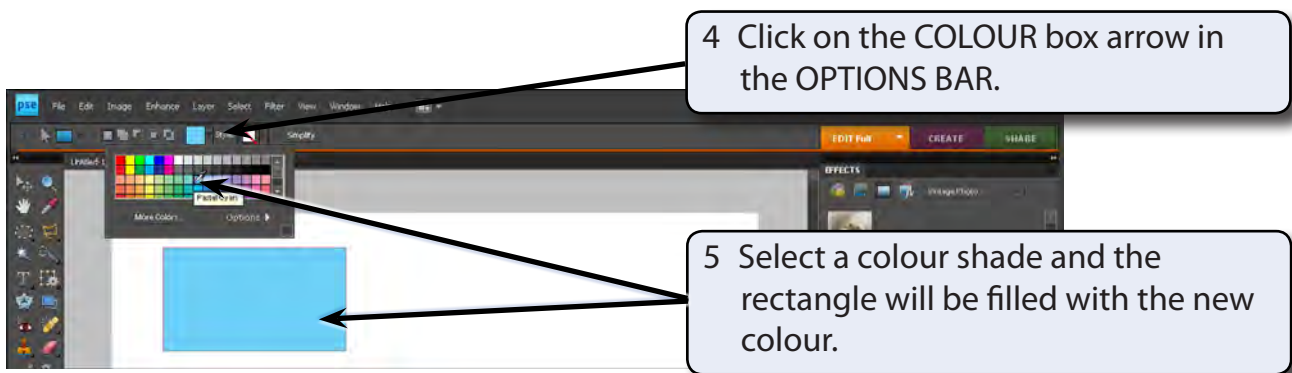 4 Click on the COLOUR box arrow in
the OPTIONS BAR.
pse File Edit Image Enhance Layer Select Filter View Window Help
Style: Simplify
EDIT Full CREATE SHARE
EFFECTS
Vintage Photo
Pastel Cyan
More Colors... Options
5 Select a colour shade and the
rectangle will be filled with the new
colour.